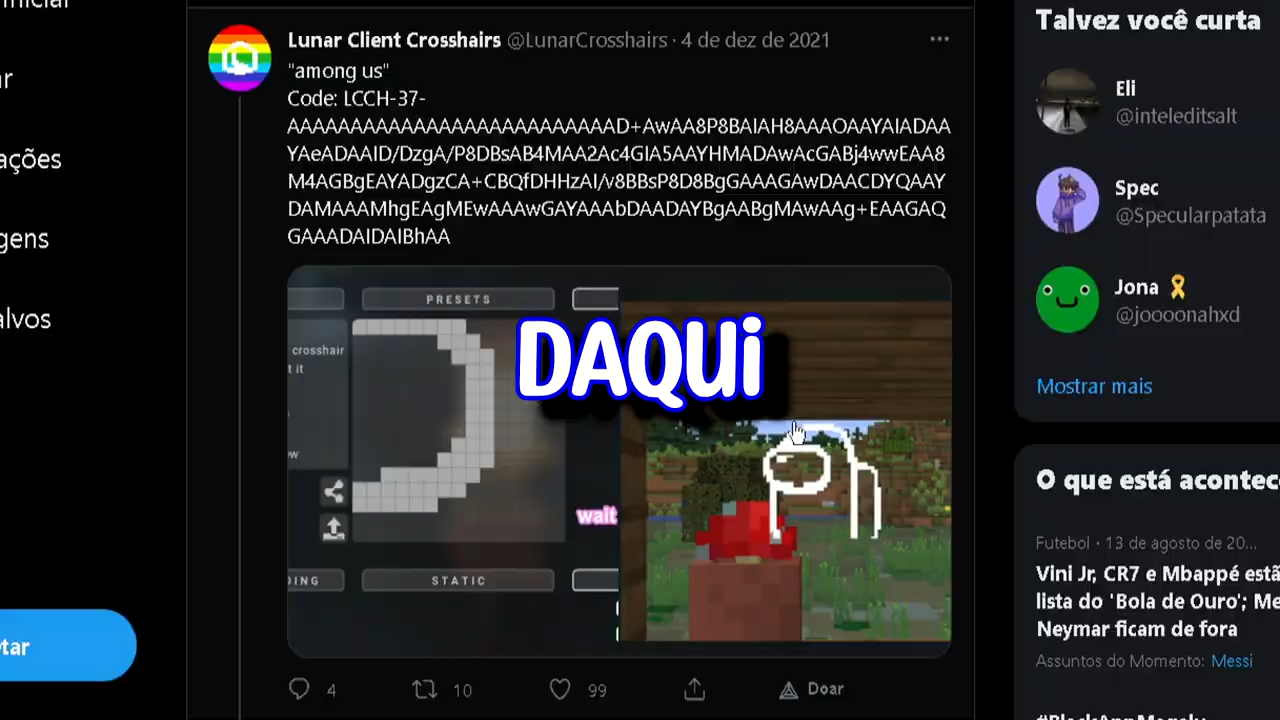 iniciar
Lunar Client Crosshairs @LunarCrosshairs · 4 de dez de 2021
"among us"
Code: LCCH-37-
AAAAAAAAAAAAAAAAAAAAAAAAAAD+AwAA8P8BAIAH8AAAOAAYAIADAA
YAeADAAID/DzgA/P8DBsAB4MAA2Ac4GIA5AAYHMADAwAcGABj4wwEAA8
M4AGBgEAYADgzCA+CBQfDHHzAI/v8BBsP8D8BgGAAAGAwDAACDYQAAY
DAMAAAMhgEAgMEwAAAwGAYAAAbDAADAYBgAABgMAwAAg+EAAGAQ
GAAADAIDAIBhAA
ações
gens
alvos
tar
PRESETS
crosshair
t it
ew
DAQUi
wait
DING
STATIC
4
10
99
Doar
Talvez você curta
Eli
@inteleditsalt
Spec
@Specularpatata
Jona
@joooonahxd
Mostrar mais
O que está acontec
Futebol · 13 de agosto de 20...
Vini Jr, CR7 e Mbappé estã
lista do 'Bola de Ouro'; Me
Neymar ficam de fora
Assuntos do Momento: Messi